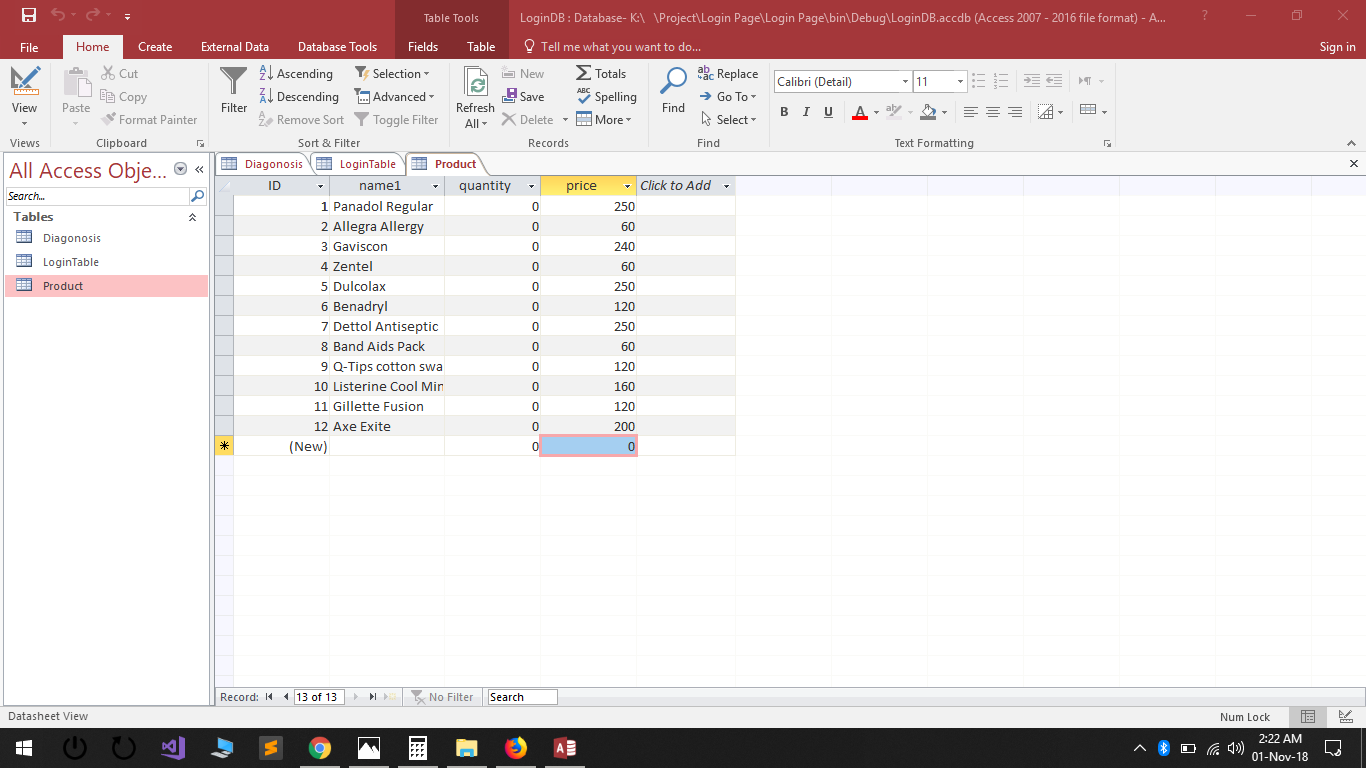 Table Tools
LoginDB : Database- K:\ \Project\Login Page\Login Page\bin\Debug\LoginDB.accdb (Access 2007 - 2016 file format) - A...
File Home Create External Data Database Tools Fields Table Tell me what you want to do... Sign in
View
Paste
Cut
Copy
Format Painter
Filter
Ascending
Descending
Remove Sort
Selection
Advanced
Toggle Filter
Refresh
All
New
Save
Delete
Totals
Spelling
More
Find
Replace
Go To
Select
Calibri (Detail) 11
B I U A
Views Clipboard Sort & Filter Records Find Text Formatting
All Access Obje...
Search...
Tables
Diagonosis
LoginTable
Product
Diagonosis LoginTable Product
ID name1 quantity price Click to Add
1 Panadol Regular 0 250
2 Allegra Allergy 0 60
3 Gaviscon 0 240
4 Zentel 0 60
5 Dulcolax 0 250
6 Benadryl 0 120
7 Dettol Antiseptic 0 250
8 Band Aids Pack 0 60
9 Q-Tips cotton swa 0 120
10 Listerine Cool Min 0 160
11 Gillette Fusion 0 120
12 Axe Exite 0 200
(New) 0 0
Record: 13 of 13 No Filter Search
Datasheet View Num Lock
2:22 AM
01-Nov-18